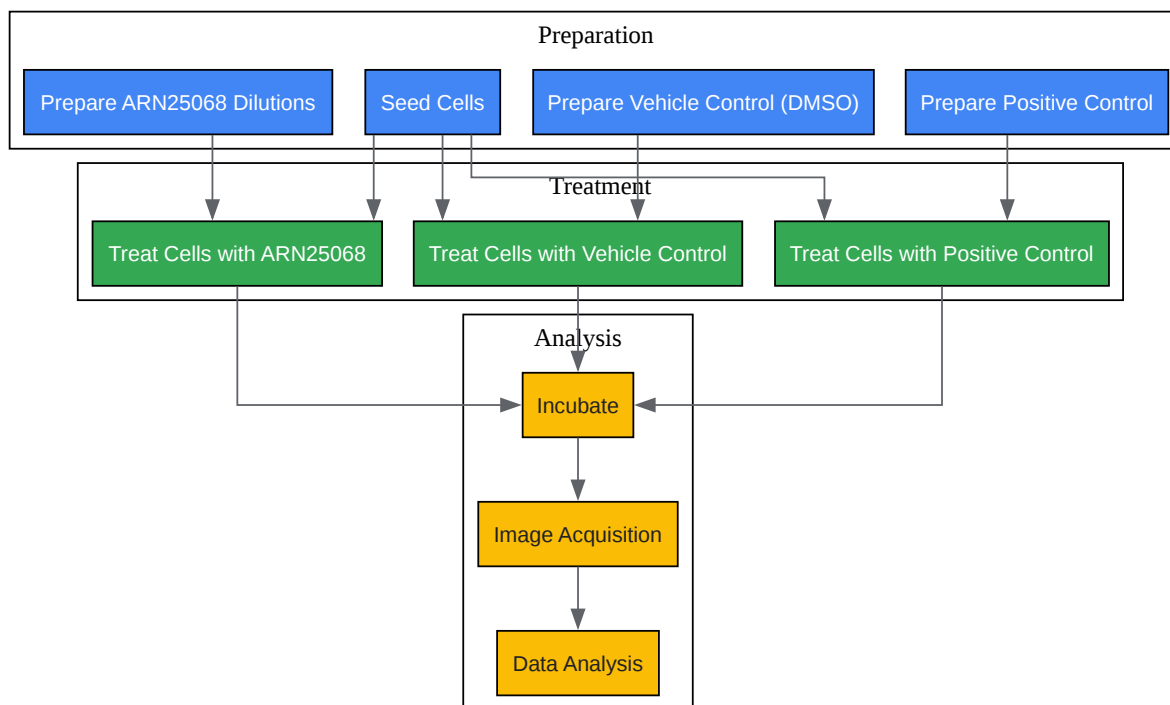 Preparation
Prepare ARN25068 Dilutions
Seed Cells
Prepare Vehicle Control (DMSO)
Prepare Positive Control
Treatment
Treat Cells with ARN25068
Treat Cells with Vehicle Control
Treat Cells with Positive Control
Analysis
Incubate
Image Acquisition
Data Analysis